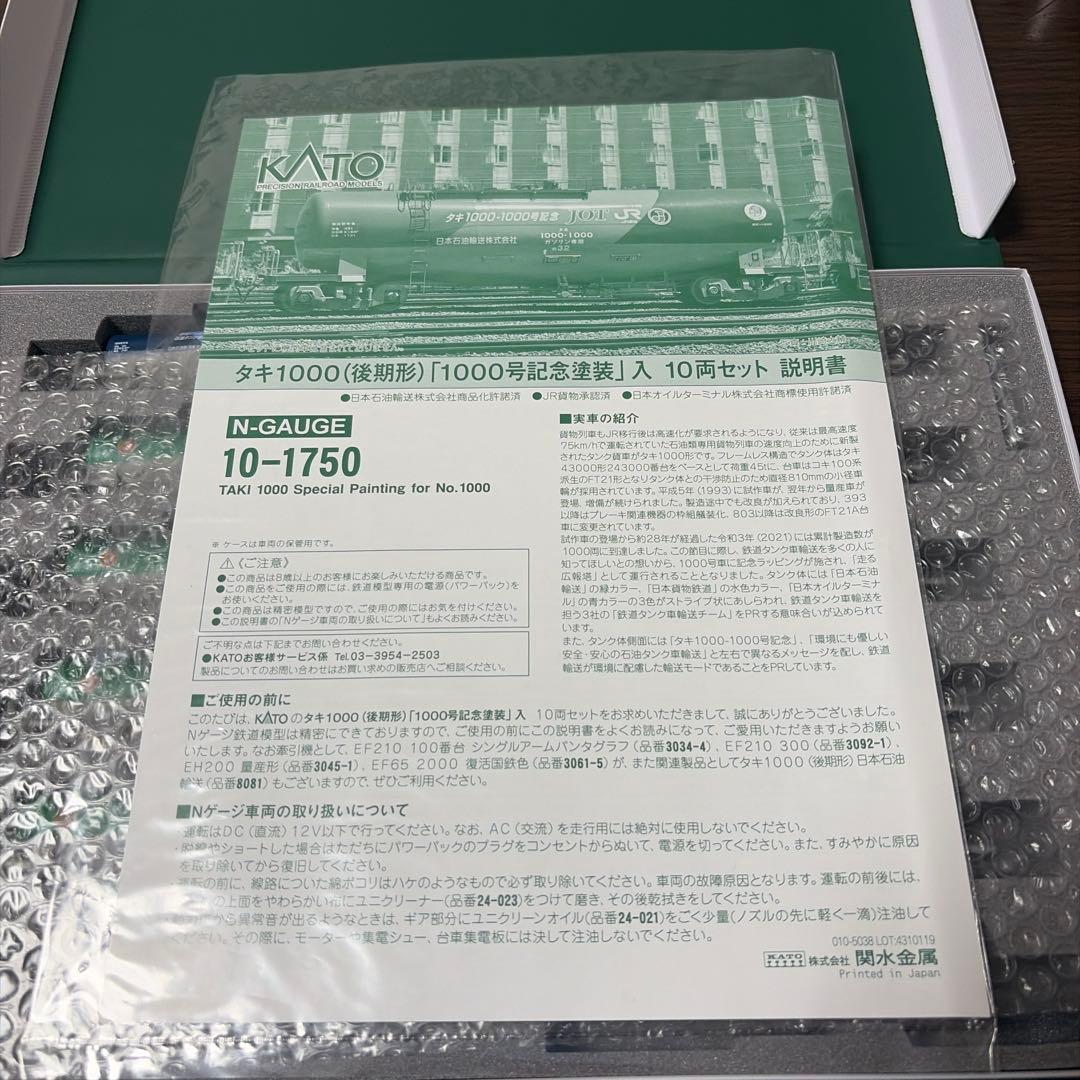 KATO
PRECISION RAILROAD MODELS
タキ1000-1000号記念 JOT JR
日本石油輸送株式会社
タキ
1000-1000
ガソリン専用
タキ1000(後期形)「1000号記念塗装」入 10両セット 説明書
●日本石油輸送株式会社商品化許諾済 ●JR貨物承認済 ●日本オイルターミナル株式会社商標使用許諾済
N-GAUGE
10-1750
TAKI 1000 Special Painting for No.1000
※ ケースは車両の保管用です。
⚠《ご注意》
●この商品は8歳以上のお客様にお楽しみいただける商品です。
●この商品をご使用の際には、鉄道模型専用の電源(パワーパック)を
お使いください。
●この商品は精密模型ですので、ご使用の際にはお気を付けください。
●この説明書の「Nゲージ車両の取り扱いについて」もよくお読みください。
ご不明な点は下記までお問い合わせください。
●KATOお客様サービス係 Tel.03-3954-2503
製品についてのお問い合わせはお買い求めの販売店へご相談ください。
■実車の紹介
貨物列車もJR移行後は高速化が要求されるようになり、従来は最高速度
75km/hで運転されていた石油類専用貨物列車の速度向上のために新製
されたタンク貨車がタキ1000形です。フレームレス構造でタンク体はタキ
43000形243000番台をベースとして荷重45tに、台車はコキ100系
派生のFT21形となりタンク体との干渉防止のため直径810mmの小径車
輪が採用されています。平成5年(1993)に試作車が、翌年から量産車が
登場、増備が続けられました。製造途中でも改良が加えられており、393
以降はブレーキ関連機器の枠組艤装化、803以降は改良形のFT21A台
車に変更されています。
試作車の登場から約28年が経過した令和3年(2021)には累計製造数が
1000両に到達しました。この節目に際し、鉄道タンク車輸送を多くの人に
知ってほしいとの想いから、1000号車に記念ラッピングが施され、「走る
広報塔」として運行されることとなりました。タンク体には「日本石油
輸送」の緑カラー、「日本貨物鉄道」の水色カラー、「日本オイルターミナ
ル」の青カラーの3色がストライプ状にあしらわれ、鉄道タンク車輸送を
担う3社の「鉄道タンク車輸送チーム」をPRする意味合いが込められて
います。
また、タンク体側面には「タキ1000-1000号記念」、「環境にも優しい
安全・安心の石油タンク車輸送」と左右で異なるメッセージを配し、鉄道
輸送が環境に配慮した輸送モードであることをPRしています。
■ご使用の前に
このたびは、KATOのタキ1000(後期形)「1000号記念塗装」入 10両セットをお求めいただきまして、誠にありがとうございました。
Nゲージ鉄道模型は精密にできておりますので、ご使用の前にこの説明書をよくお読みになって、ご愛用いただきますようお願い
いたします。なお牽引機として、EF210 100番台 シングルアームパンタグラフ(品番3034-4)、EF210 300(品番3092-1)、
EH200 量産形(品番3045-1)、EF65 2000 復活国鉄色(品番3061-5)が、また関連製品としてタキ1000(後期形)日本石油
輸送(品番8081)もございますので、ぜひご利用ください。
■Nゲージ車両の取り扱いについて
・運転はDC(直流)12V以下で行ってください。なお、AC(交流)を走行用には絶対に使用しないでください。
・脱線やショートした場合はただちにパワーパックのプラグをコンセントからぬいて、電源を切ってください。また、すみやかに原因
を取り除いてから復旧してください。
・運転の前に、線路についた綿ボコリはハケのようなもので必ず取り除いてください。車両の故障原因となります。運転の前後には、
の上面をやわらかい布にユニクリーナー(品番24-023)をつけて磨き、その後乾拭きをしてください。
から異常音が出るようなときは、ギア部分にユニクリーンオイル(品番24-021)をごく少量(ノズルの先に軽く一滴)注油して
ください。その際に、モーターや集電シュー、台車集電板には決して注油しないでください。
010-5038 LOT:4310119
KATO 株式会社 関水金属
Printed in Japan